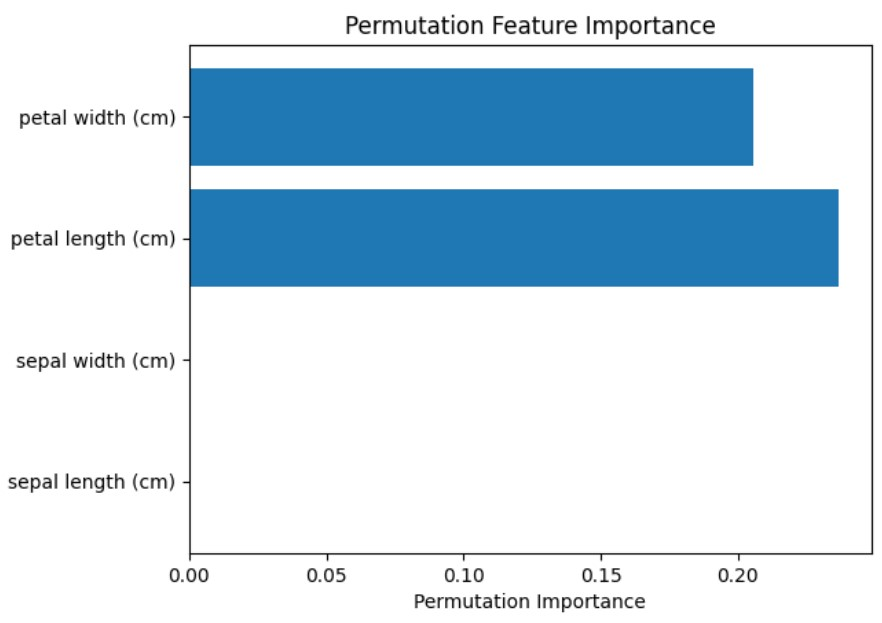 Permutation Feature Importance
petal width (cm)
petal length (cm)
sepal width (cm)
sepal length (cm)
0.00 0.05 0.10 0.15 0.20
Permutation Importance